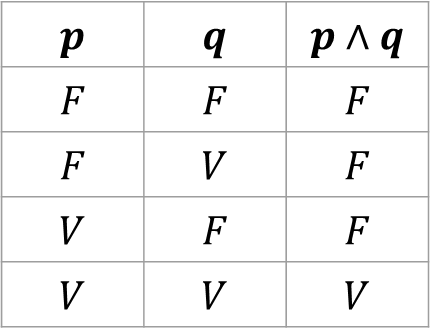 p q p ∧ q
F F F
F V F
V F F
V V V